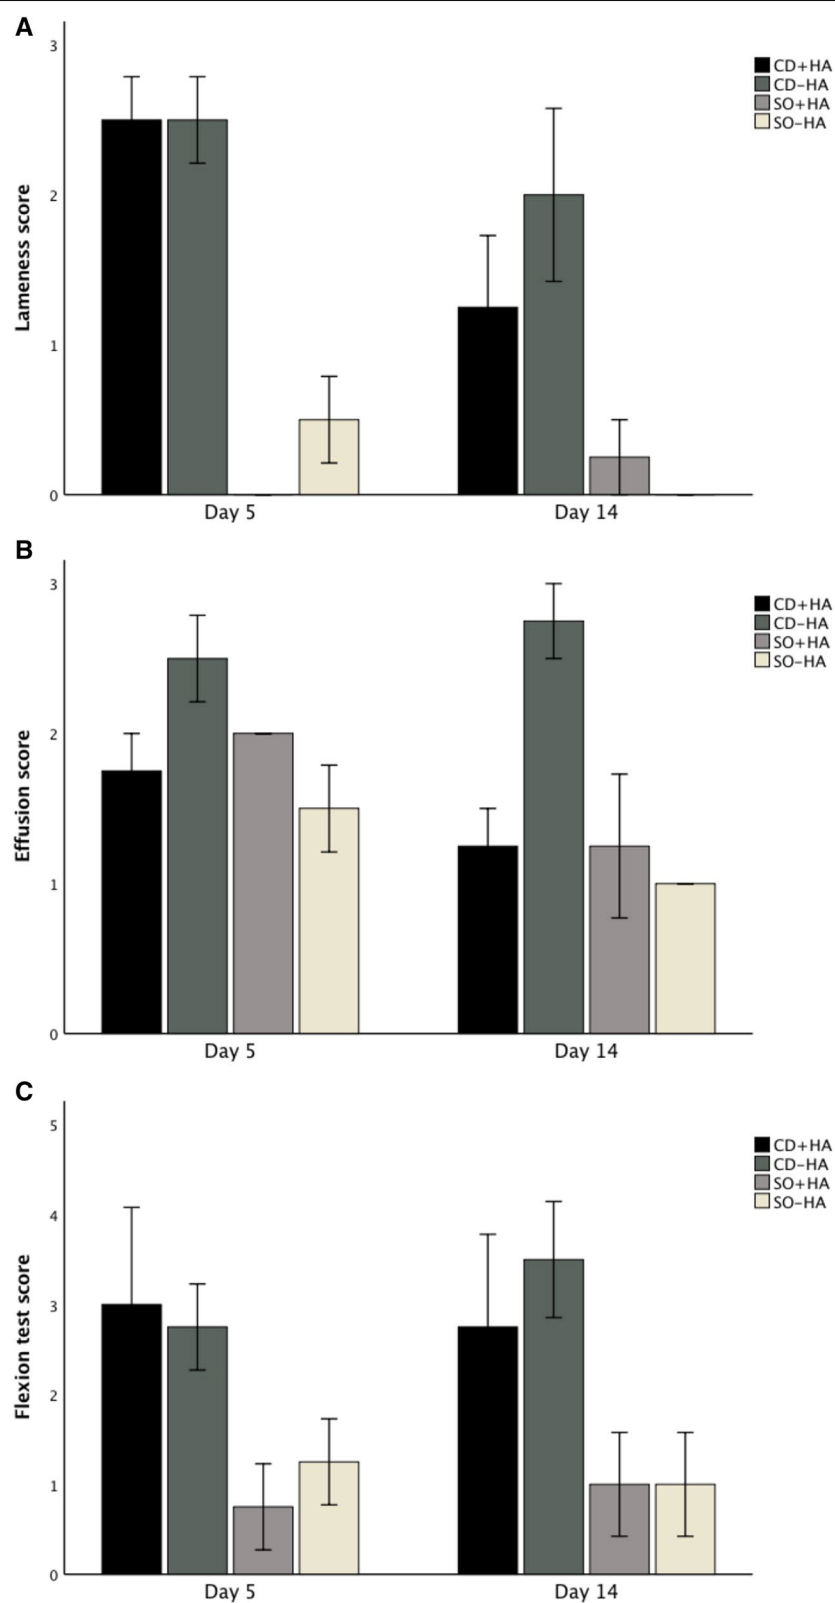 A
3
2
1
0
Lameness score
CD+HA
CD−HA
SO+HA
SO−HA
Day 5
Day 14
B
3
2
1
0
Effusion score
CD+HA
CD−HA
SO+HA
SO−HA
Day 5
Day 14
C
5
4
3
2
1
0
Flexion test score
CD+HA
CD−HA
SO+HA
SO−HA
Day 5
Day 14